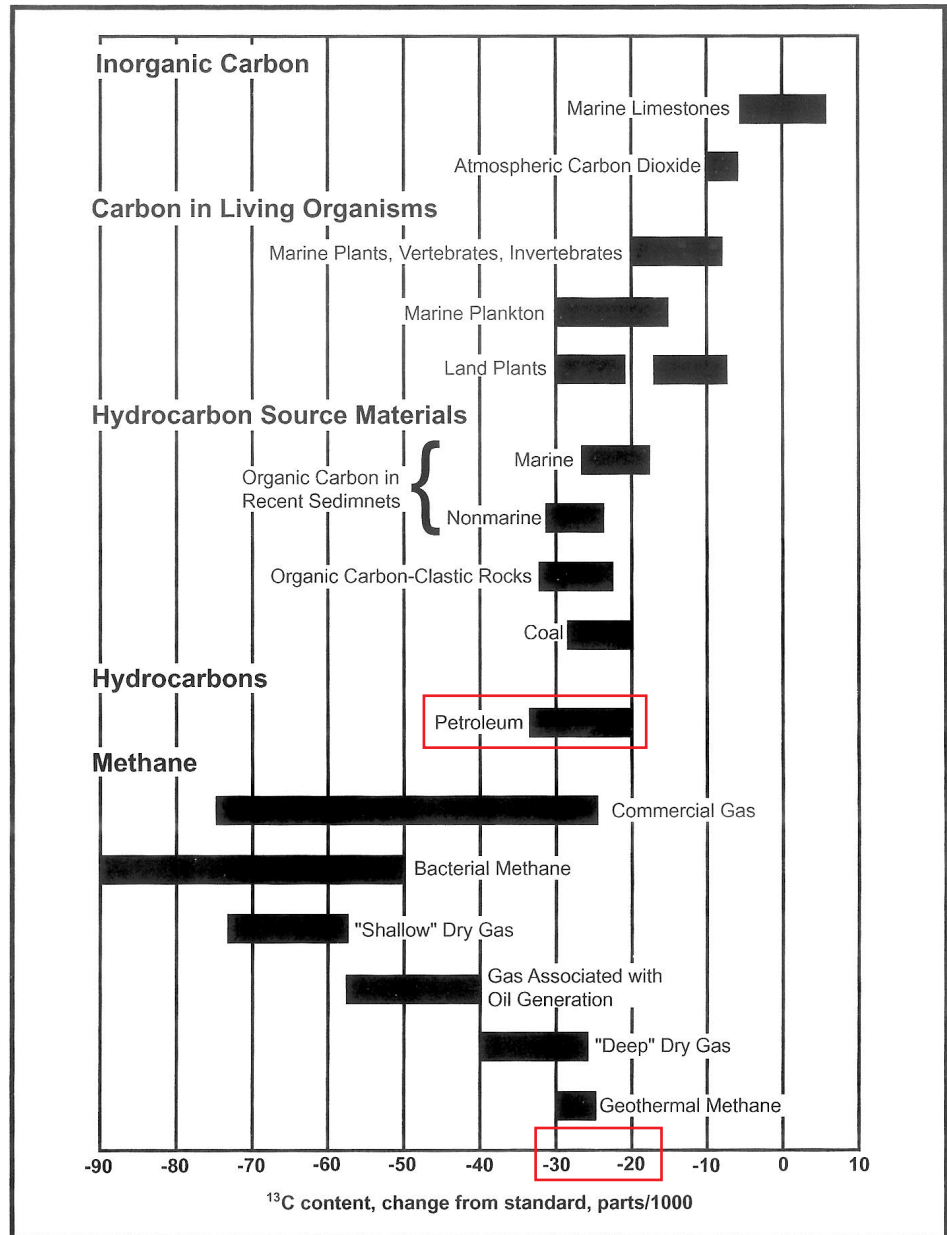 Inorganic Carbon
Marine Limestones
Atmospheric Carbon Dioxide
Carbon in Living Organisms
Marine Plants, Vertebrates, Invertebrates
Marine Plankton
Land Plants
Hydrocarbon Source Materials
Marine
Organic Carbon in
Recent Sedimnets
Nonmarine
Organic Carbon-Clastic Rocks
Coal
Hydrocarbons
Petroleum
Methane
Commercial Gas
Bacterial Methane
"Shallow" Dry Gas
Gas Associated with
Oil Generation
"Deep" Dry Gas
Geothermal Methane
-90 -80 -70 -60 -50 -40 -30 -20 -10 0 10
¹³C content, change from standard, parts/1000